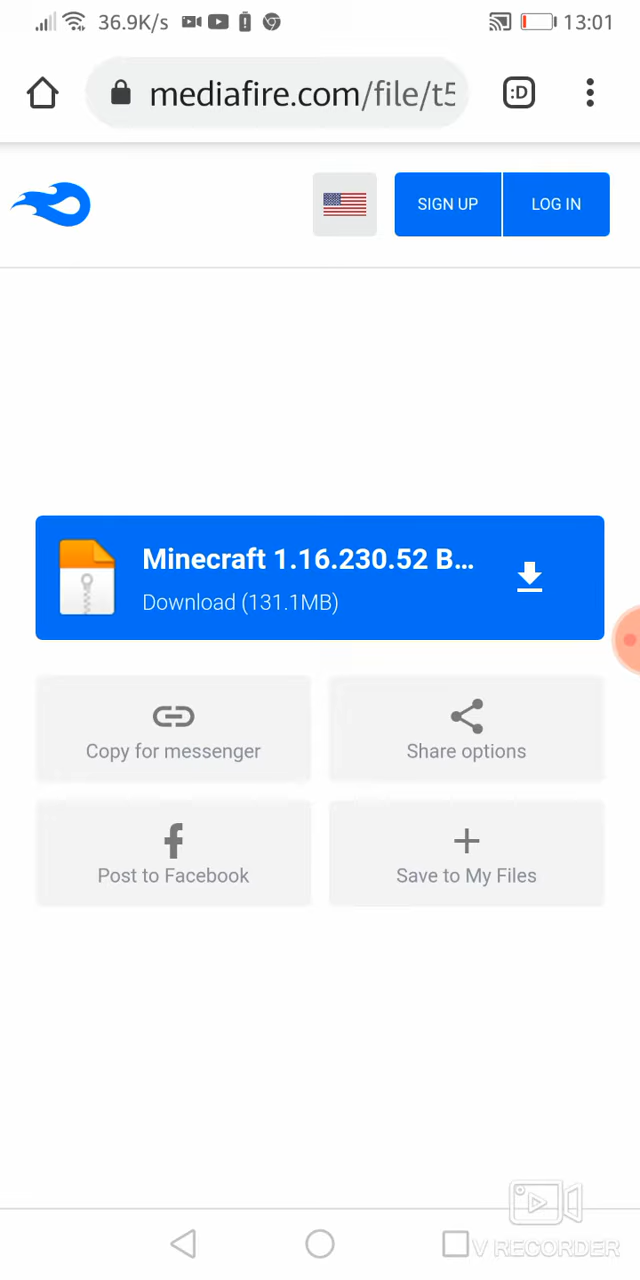 36.9K/s
13:01
:D
mediafire.com/file/t5
SIGN UP
LOG IN
Minecraft 1.16.230.52 B...
Download (131.1MB)
Copy for messenger
Share options
Post to Facebook
Save to My Files
V RECORDER